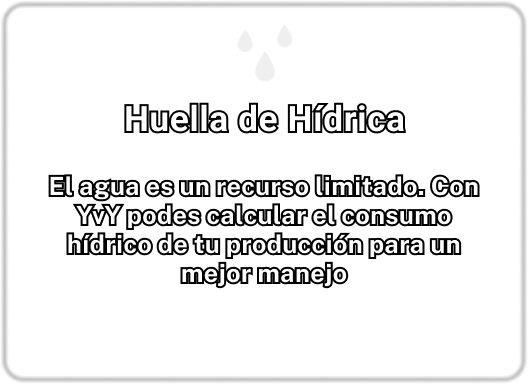 Huella de Hídrica
El agua es un recurso limitado. Con
YvY podes calcular el consumo
hídrico de tu producción para un
mejor manejo